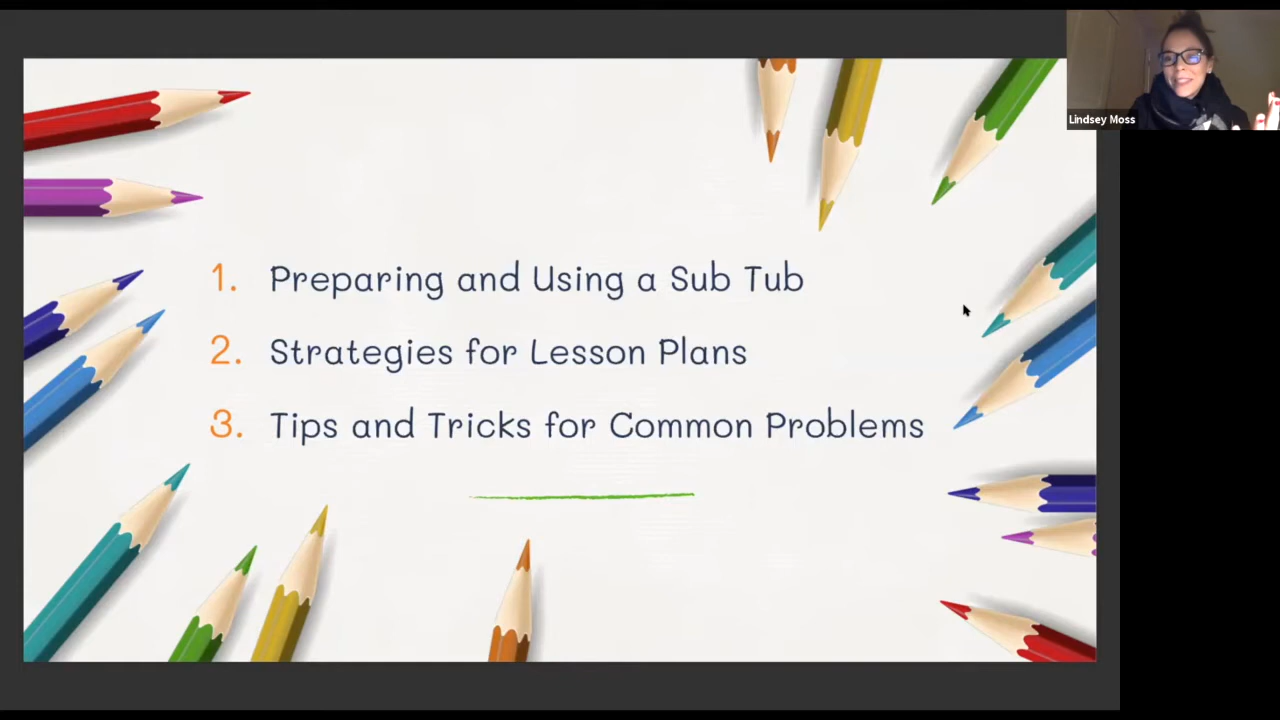 Lindsey Moss
1. Preparing and Using a Sub Tub
2. Strategies for Lesson Plans
3. Tips and Tricks for Common Problems